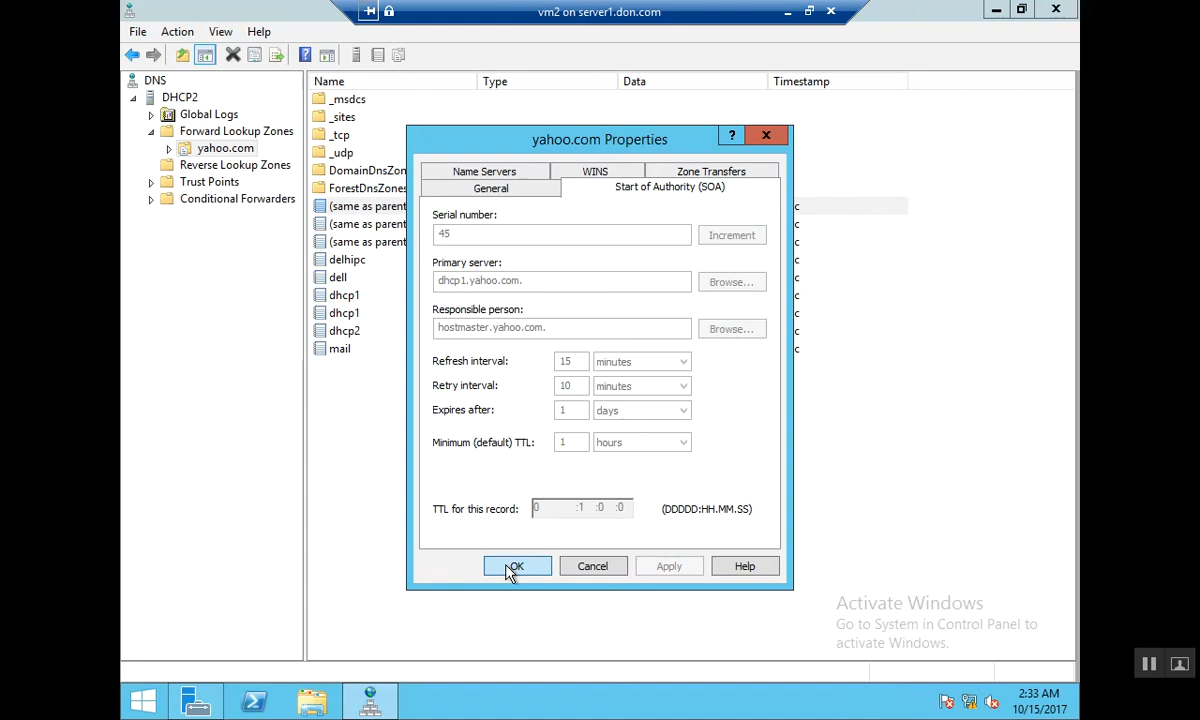 vm2 on server1.don.com
File Action View Help
DNS
DHCP2
Global Logs
Forward Lookup Zones
yahoo.com
Reverse Lookup Zones
Trust Points
Conditional Forwarders
Name Type Data Timestamp
_msdcs
_sites
_tcp
_udp
DomainDnsZon
ForestDnsZones
(same as parent c
(same as parent c
(same as parent c
delhipc
dell
dhcp1 c
dhcp1 c
dhcp2 c
mail c
yahoo.com Properties ?
Name Servers WINS Zone Transfers
General Start of Authority (SOA)
Serial number:
45 Increment
Primary server:
dhcp1.yahoo.com. Browse...
Responsible person:
hostmaster.yahoo.com. Browse...
Refresh interval: 15 minutes
Retry interval: 10 minutes
Expires after: 1 days
Minimum (default) TTL: 1 hours
TTL for this record: 0 :1 :0 :0 (DDDDD:HH.MM.SS)
OK Cancel Apply Help
Activate Windows
Go to System in Control Panel to
activate Windows.
2:33 AM
10/15/2017